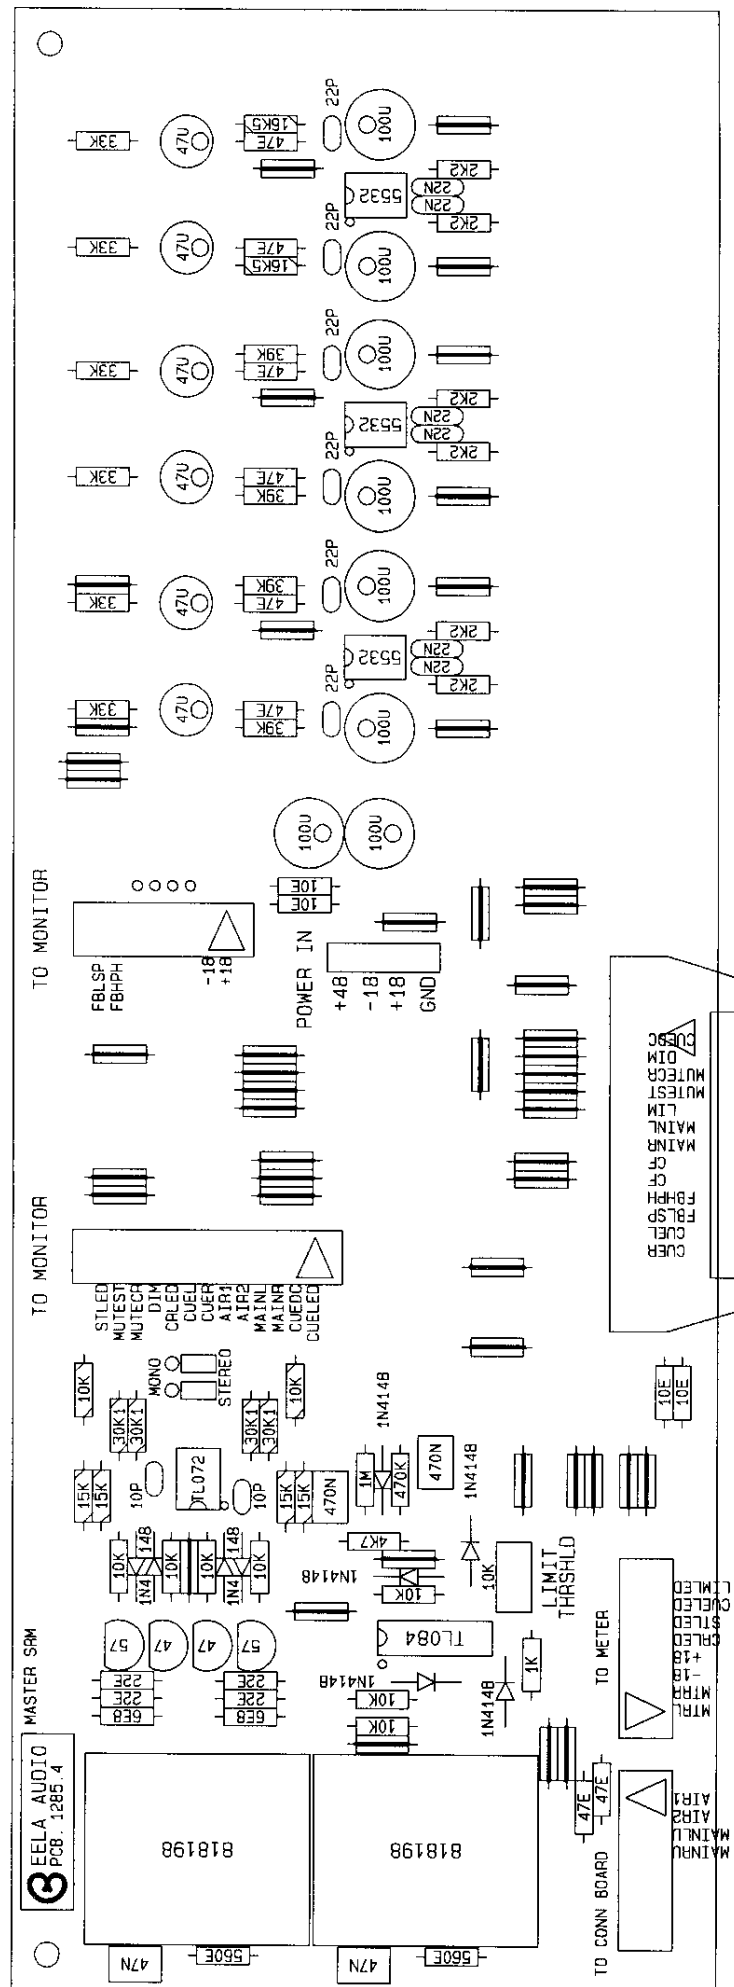 22P
22P
33K
47U
16K5
47E
100U
2K2
5532
22N
22N
2K2
33K
47U
47E
16K5
100U
22P
22P
33K
47U
39K
47E
100U
2K2
5532
22N
22N
2K2
33K
47U
47E
39K
100U
22P
22P
33K
47U
39K
47E
100U
2K2
5532
22N
22N
2K2
33K
47U
47E
39K
100U
100U
100U
10E
10E
TO MONITOR
FBLSP
FBHPH
-18
+18
POWER IN
+48
-18
+18
GND
CUEDC
DIM
MUTECR
MUTEST
LIM
MAINL
MAINR
CF
CF
FBHPH
FBLSP
CUEL
CUER
TO MONITOR
STLED
MUTEST
MUTECR
DIM
CRLED
CUEL
CUER
AIR1
AIR2
MAINL
MAINR
CUEDC
CUELED
10K
MONO
STEREO
10K
30K1
30K1
30K1
30K1
1N4148
10E
10E
15K
15K
10P
TL072
10P
15K
15K
470N
1M
470K
470N
1N4148
10K
1N4
148
10K
10K
1N4
148
10K
4K7
1N4148
10K
10K
LIMIT
THRSHLD
57
47
47
57
TL084
22E
22E
6E8
22E
22E
6E8
1N4148
10K
10K
1N4148
1K
TO METER
LIMLED
CUELED
STLED
CRLED
+18
-18
MTRR
MTRL
MASTER SRM
EELA AUDIO
PCB. 1285.4
818198
818198
47E
47E
TO CONN BOARD
AIR1
AIR2
MAINLU
MAINRU
47N
560E
47N
560E